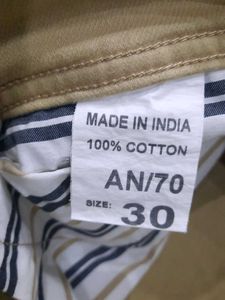 MADE IN INDIA
100% COTTON
AN/70
SIZE: 30